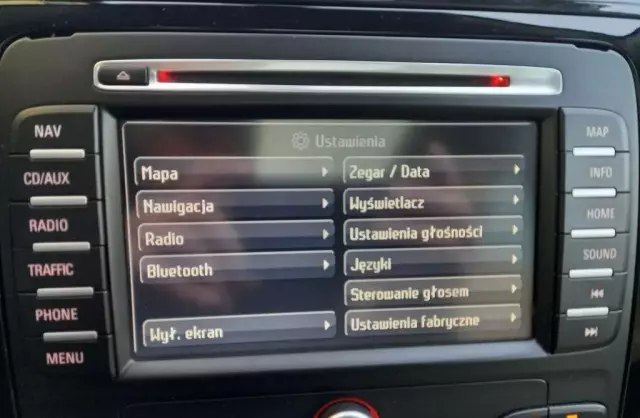 NAV
CD/AUX
RADIO
TRAFFIC
PHONE
MENU
Ustawienia
Mapa
Nawigacja
Radio
Bluetooth
Wył. ekran
Zegar / Data
Wyświetlacz
Ustawienia głośności
Języki
Sterowanie głosem
Ustawienia fabryczne
MAP
INFO
HOME
SOUND